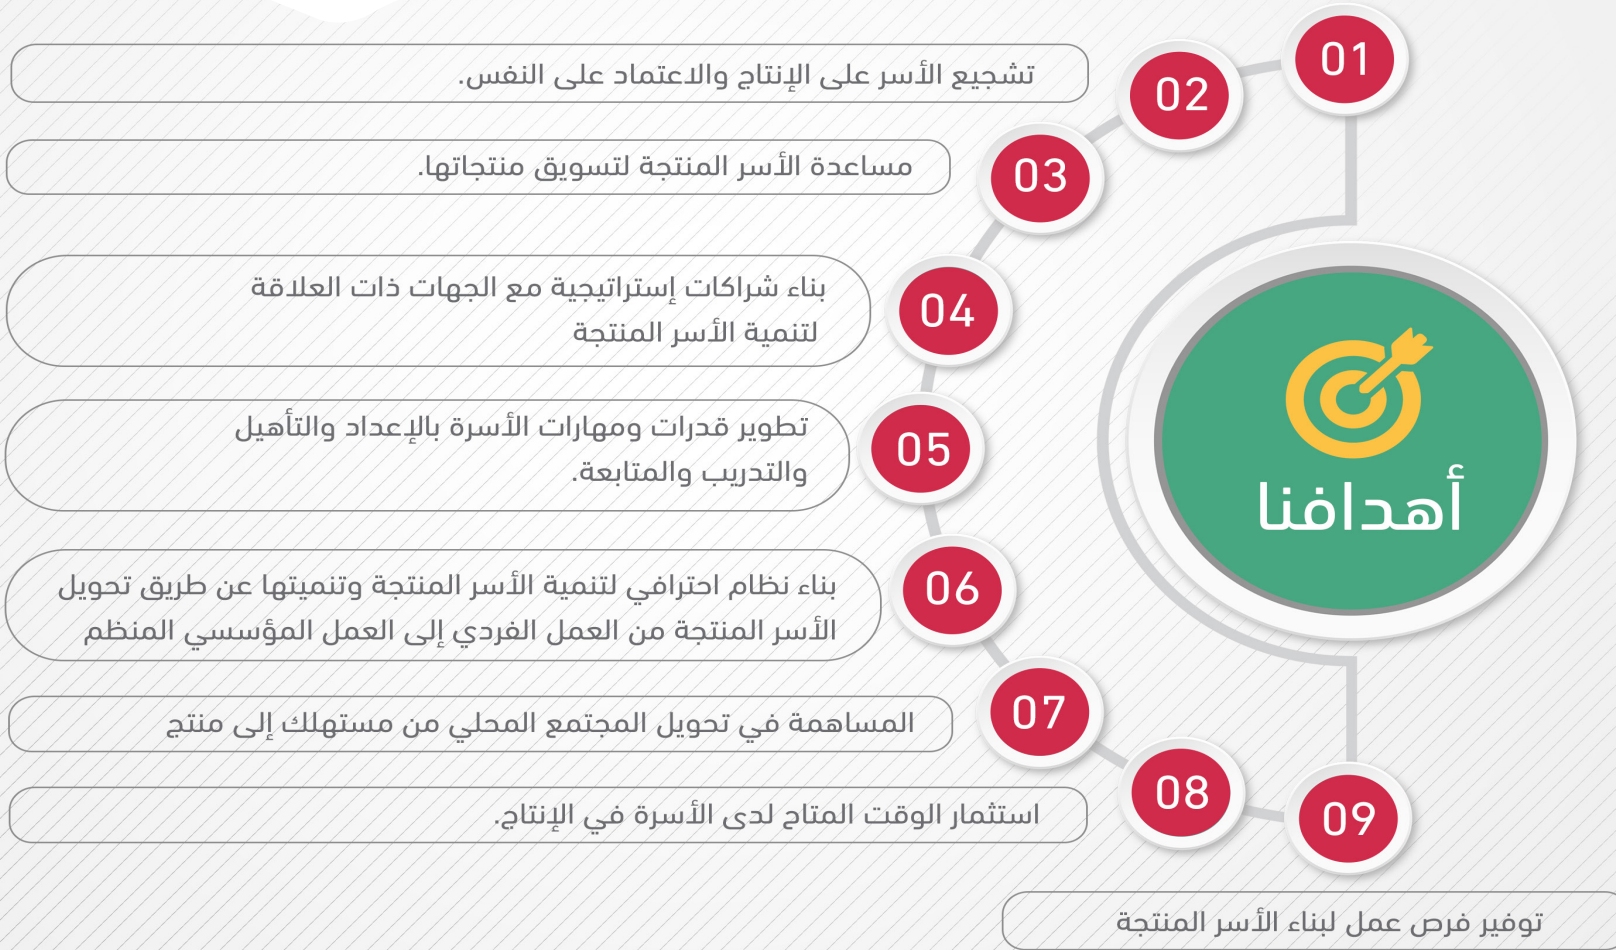 أهدافنا
01
02
تشجيع الأسر على الإنتاج والاعتماد على النفس.
03
مساعدة الأسر المنتجة لتسويق منتجاتها.
04
بناء شراكات إستراتيجية مع الجهات ذات العلاقة
لتنمية الأسر المنتجة
05
تطوير قدرات ومهارات الأسرة بالإعداد والتأهيل
والتدريب والمتابعة.
06
بناء نظام احترافي لتنمية الأسر المنتجة وتنميتها عن طريق تحويل
الأسر المنتجة من العمل الفردي إلى العمل المؤسسي المنظم
07
المساهمة في تحويل المجتمع المحلي من مستهلك إلى منتج
08
استثمار الوقت المتاح لدى الأسرة في الإنتاج.
09
توفير فرص عمل لبناء الأسر المنتجة